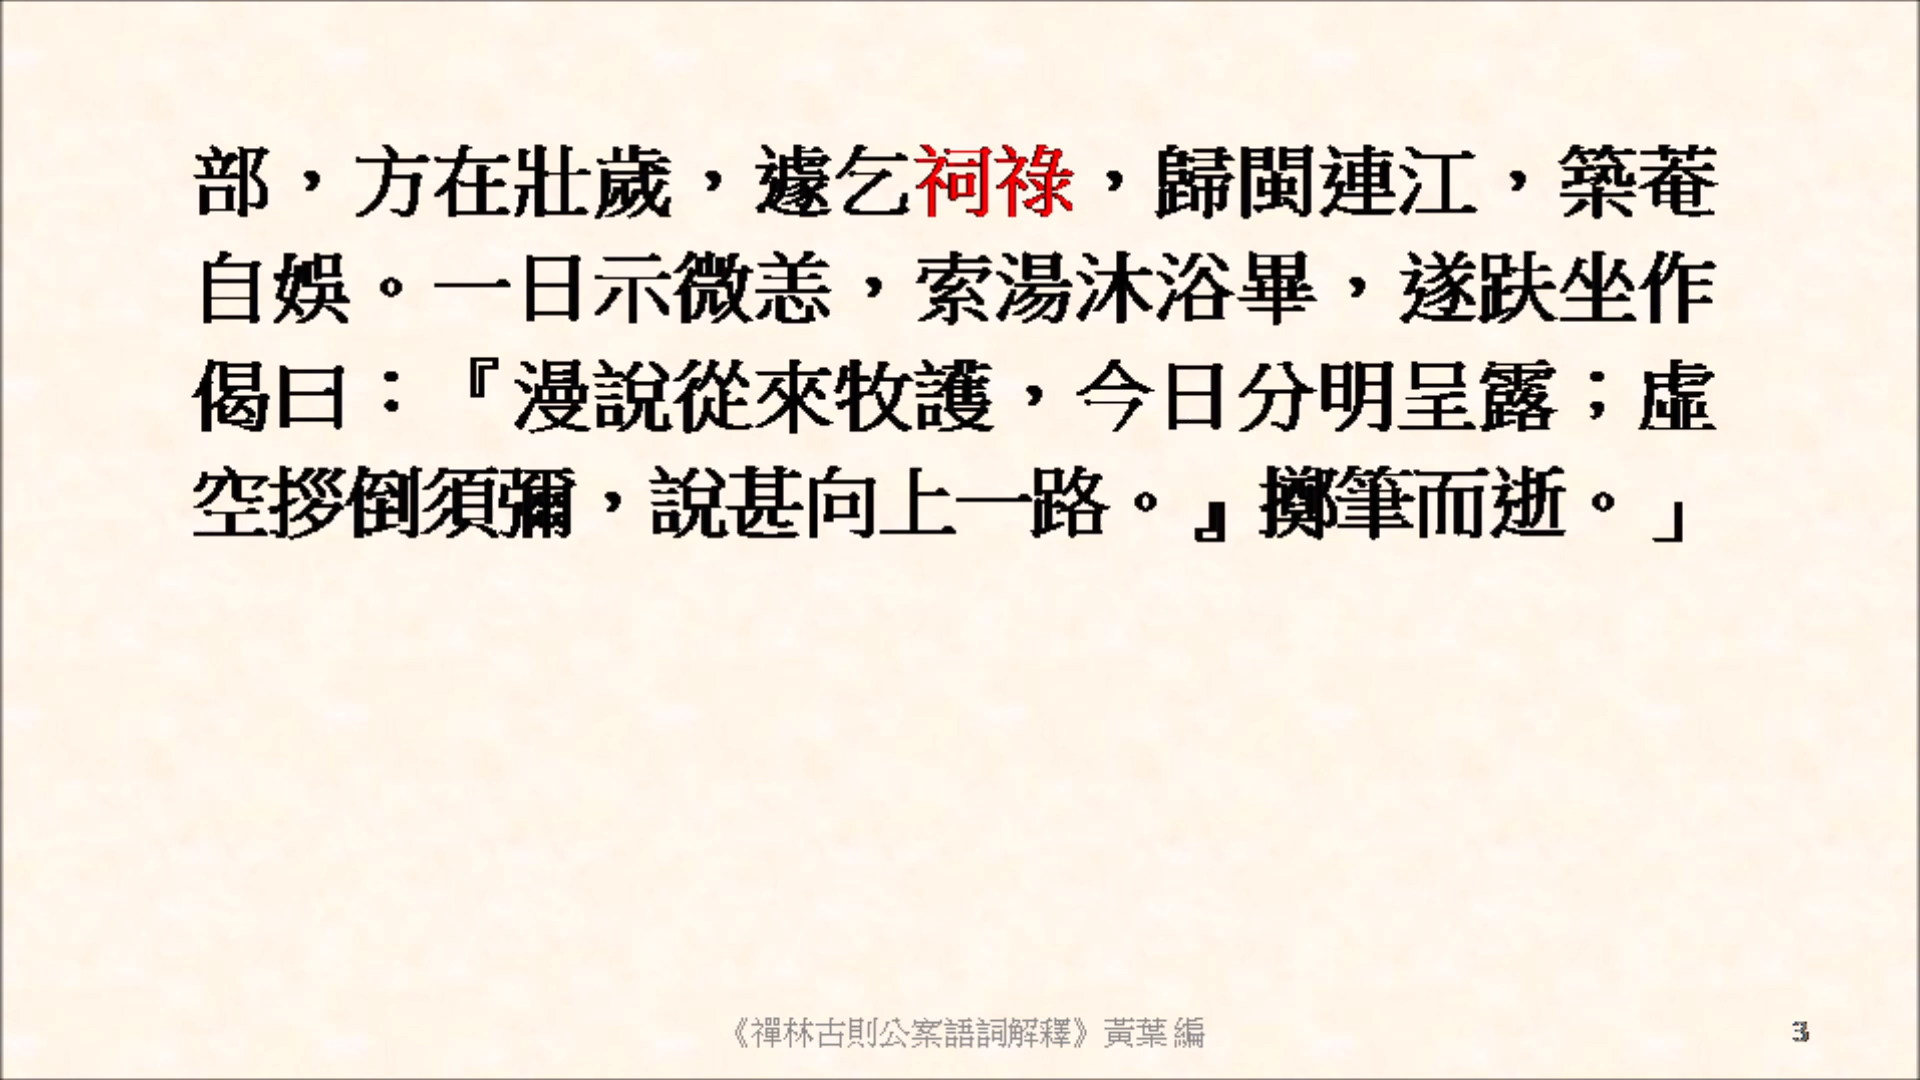 部，方在壯歲，遽乞祠祿，歸閩連江，築菴
自娛。一日示微恙，索湯沐浴畢，遂趺坐作
偈曰：『漫說從來牧護，今日分明呈露；虛
空拶倒須彌，說甚向上一路。』擲筆而逝。」
《禪林古則公案語詞解釋》黃葉 編
3